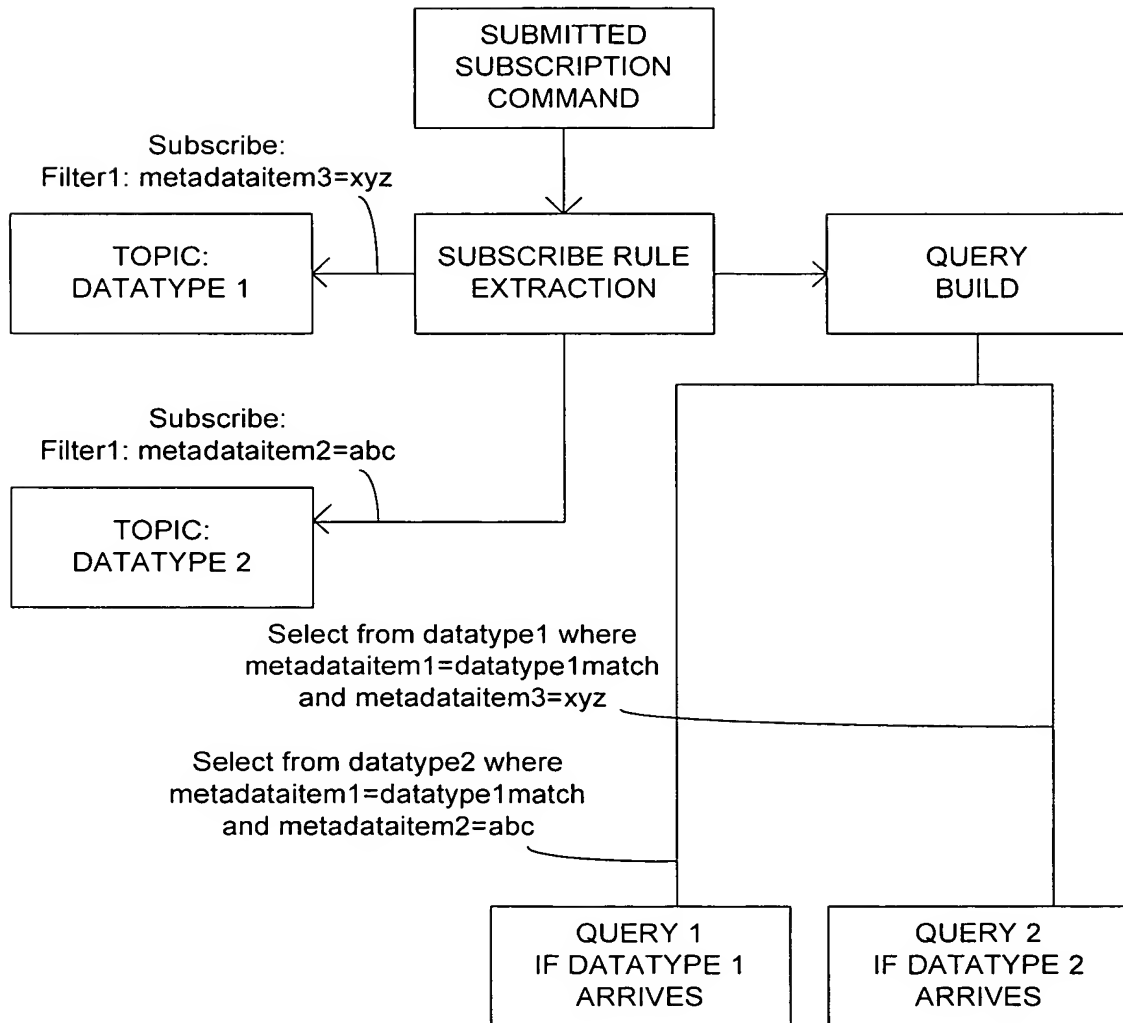 SUBMITTED
SUBSCRIPTION
COMMAND
Subscribe:
Filter1: metadataitem3=xyz
TOPIC:
DATATYPE 1
SUBSCRIBE RULE
EXTRACTION
QUERY
BUILD
Subscribe:
Filter1: metadataitem2=abc
TOPIC:
DATATYPE 2
Select from datatype1 where
metadataitem1=datatype1match
and metadataitem3=xyz
Select from datatype2 where
metadataitem1=datatype1match
and metadataitem2=abc
QUERY 1
IF DATATYPE 1
ARRIVES
QUERY 2
IF DATATYPE 2
ARRIVES